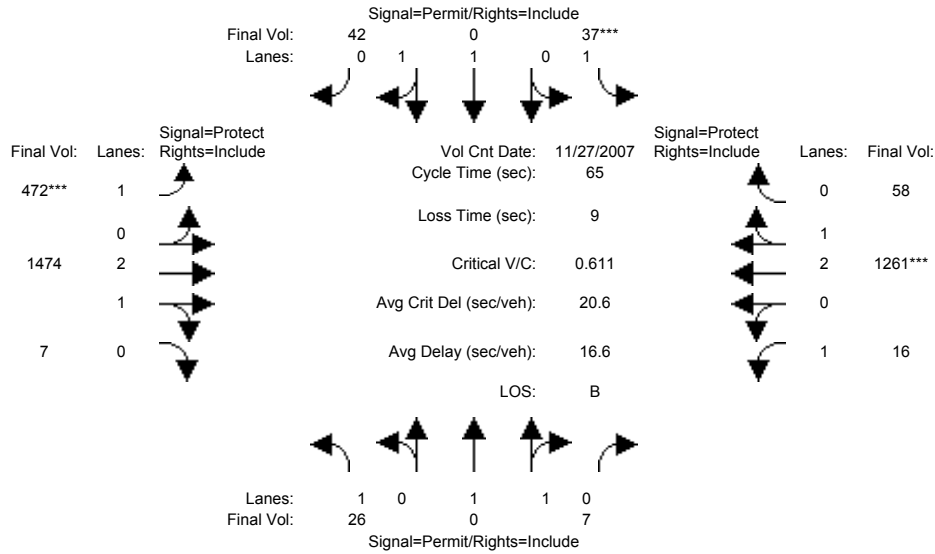 Signal=Permit/Rights=Include
Final Vol: 42 0 37***
Lanes: 0 1 1 0 1
Signal=Protect Signal=Protect
Final Vol: Lanes: Rights=Include Vol Cnt Date: 11/27/2007 Rights=Include Lanes: Final Vol:
Cycle Time (sec): 65
472*** 1 0 58
Loss Time (sec): 9
0 1
1474 2 Critical V/C: 0.611 2 1261***
1 Avg Crit Del (sec/veh): 20.6 0
7 0 Avg Delay (sec/veh): 16.6 1 16
LOS: B
Lanes: 1 0 1 1 0
Final Vol: 26 0 7
Signal=Permit/Rights=Include